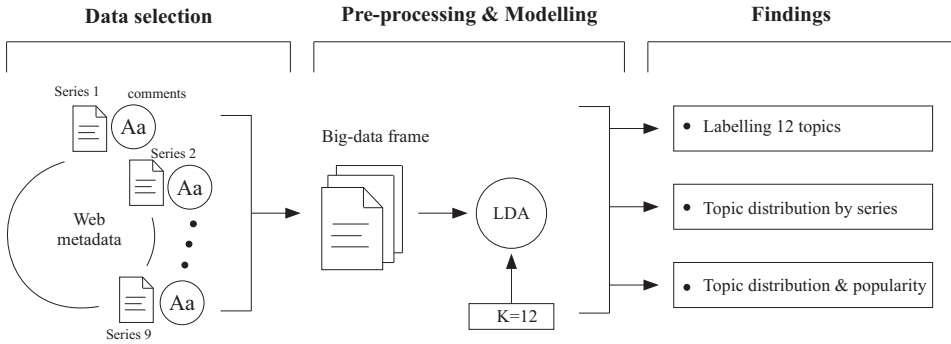 Data selection
Pre-processing & Modelling
Findings
Series 1
comments
Aa
Series 2
Aa
Web
metadata
Aa
Series 9
Big-data frame
LDA
K=12
• Labelling 12 topics
• Topic distribution by series
• Topic distribution & popularity